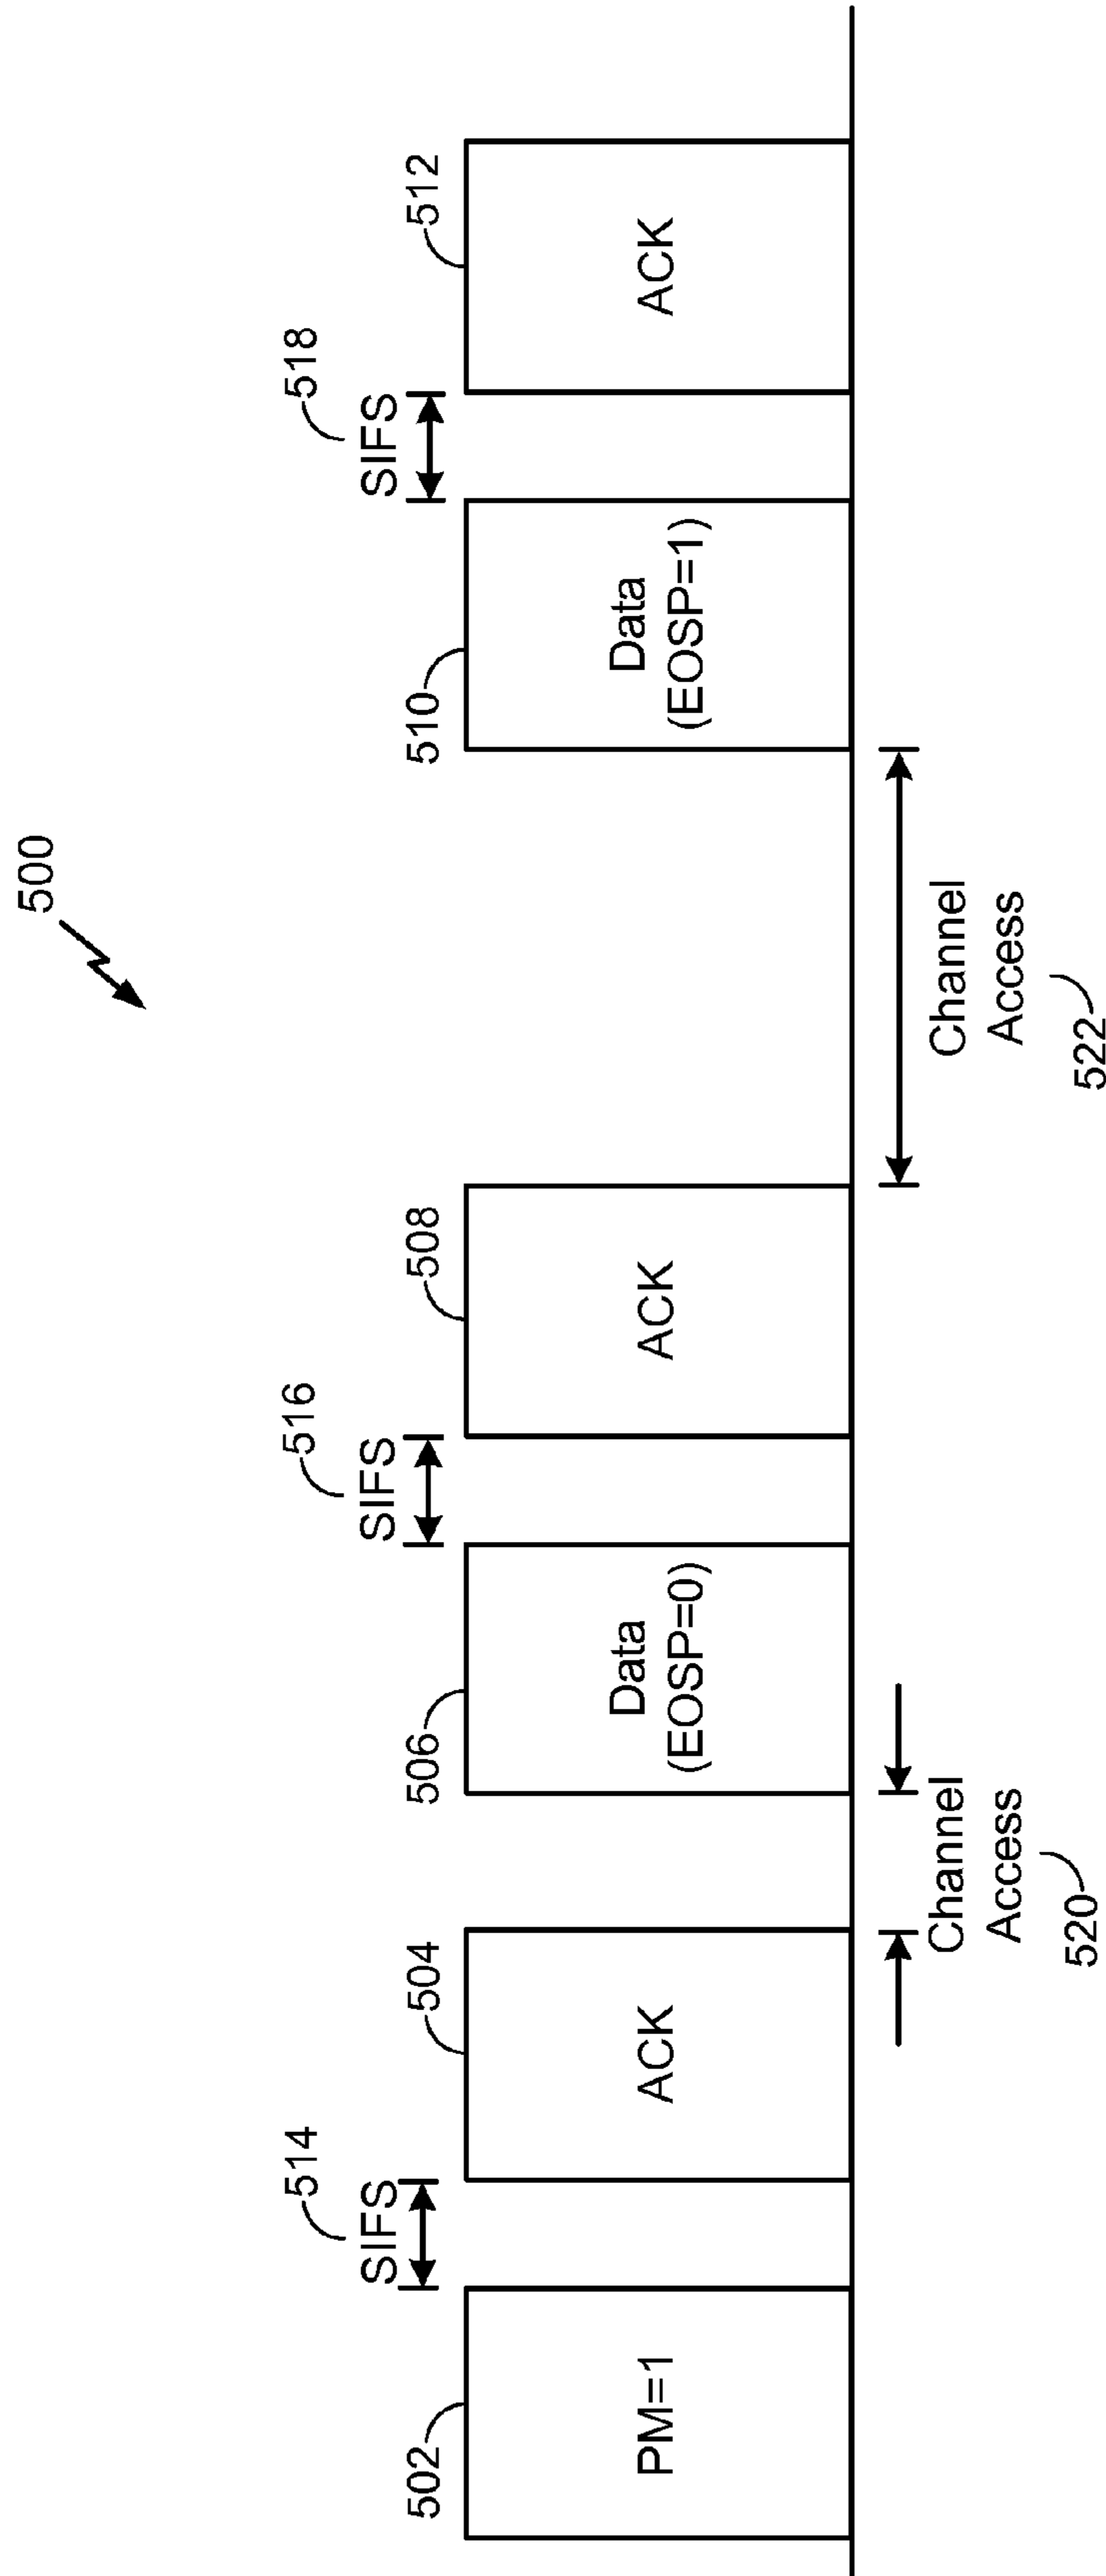 500
502
PM=1
514
SIFS
504
ACK
Channel
Access
520
506
Data
(EOSP=0)
516
SIFS
508
ACK
Channel
Access
522
510
Data
(EOSP=1)
518
SIFS
512
ACK